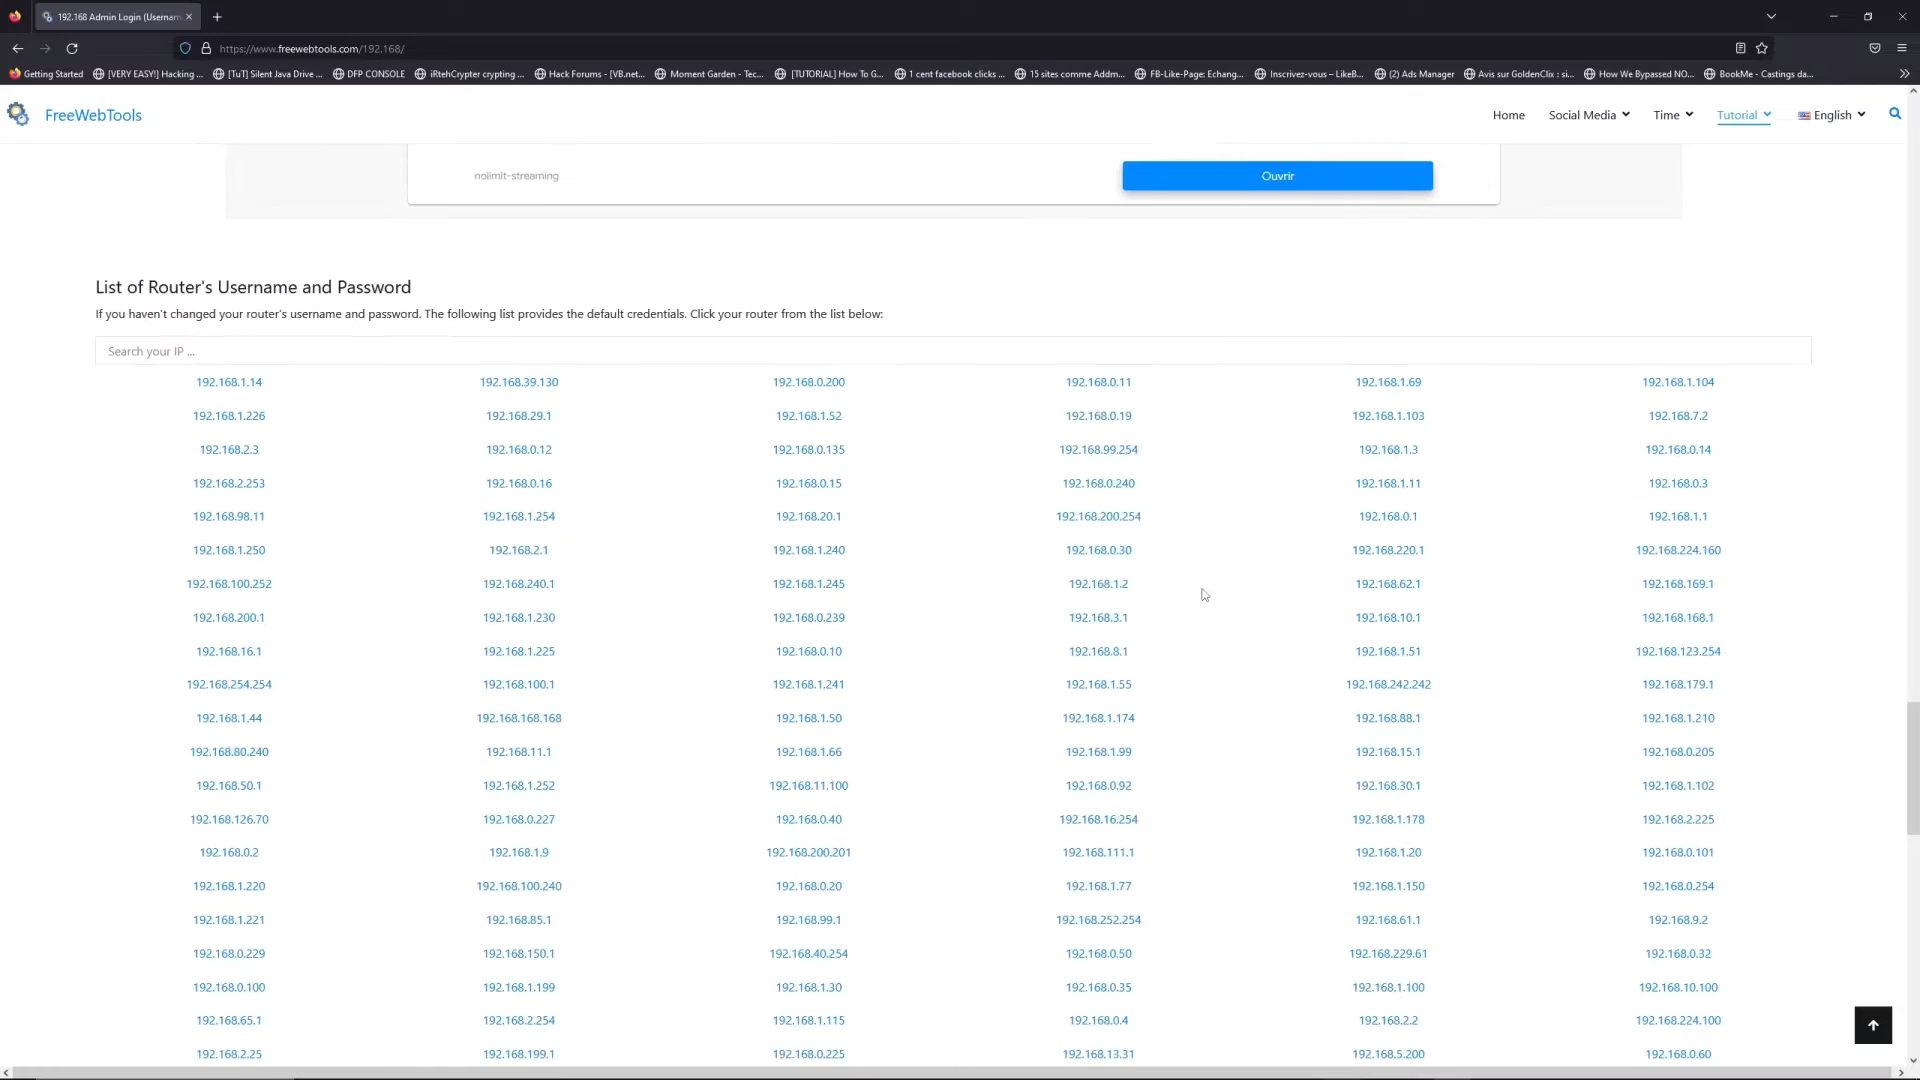 192.168 Admin Login (Usernam
https://www.freewebtools.com/192.168/
Getting Started [VERY EASY!] Hacking ... [TuT] Silent Java Drive ... DFP CONSOLE iRtehCrypter crypting ... Hack Forums - [VB.net... Moment Garden - Tec... [TUTORIAL] How To G... 1 cent facebook clicks ... 15 sites comme Addm... FB-Like-Page: Echang... Inscrivez-vous – LikeB... (2) Ads Manager Avis sur GoldenClix : si... How We Bypassed NO... BookMe - Castings da...
FreeWebTools Home Social Media Time Tutorial English
nolimit-streaming Ouvrir
List of Router's Username and Password
If you haven't changed your router's username and password. The following list provides the default credentials. Click your router from the list below:
Search your IP ...
192.168.1.14 192.168.39.130 192.168.0.200 192.168.0.11 192.168.1.69 192.168.1.104
192.168.1.226 192.168.29.1 192.168.1.52 192.168.0.19 192.168.1.103 192.168.7.2
192.168.2.3 192.168.0.12 192.168.0.135 192.168.99.254 192.168.1.3 192.168.0.14
192.168.2.253 192.168.0.16 192.168.0.15 192.168.0.240 192.168.1.11 192.168.0.3
192.168.98.11 192.168.1.254 192.168.20.1 192.168.200.254 192.168.0.1 192.168.1.1
192.168.1.250 192.168.2.1 192.168.1.240 192.168.0.30 192.168.220.1 192.168.224.160
192.168.100.252 192.168.240.1 192.168.1.245 192.168.1.2 192.168.62.1 192.168.169.1
192.168.200.1 192.168.1.230 192.168.0.239 192.168.3.1 192.168.10.1 192.168.168.1
192.168.16.1 192.168.1.225 192.168.0.10 192.168.8.1 192.168.1.51 192.168.123.254
192.168.254.254 192.168.100.1 192.168.1.241 192.168.1.55 192.168.242.242 192.168.179.1
192.168.1.44 192.168.168.168 192.168.1.50 192.168.1.174 192.168.88.1 192.168.1.210
192.168.80.240 192.168.11.1 192.168.1.66 192.168.1.99 192.168.15.1 192.168.0.205
192.168.50.1 192.168.1.252 192.168.11.100 192.168.0.92 192.168.30.1 192.168.1.102
192.168.126.70 192.168.0.227 192.168.0.40 192.168.16.254 192.168.1.178 192.168.2.225
192.168.0.2 192.168.1.9 192.168.200.201 192.168.111.1 192.168.1.20 192.168.0.101
192.168.1.220 192.168.100.240 192.168.0.20 192.168.1.77 192.168.1.150 192.168.0.254
192.168.1.221 192.168.85.1 192.168.99.1 192.168.252.254 192.168.61.1 192.168.9.2
192.168.0.229 192.168.150.1 192.168.40.254 192.168.0.50 192.168.229.61 192.168.0.32
192.168.0.100 192.168.1.199 192.168.1.30 192.168.0.35 192.168.1.100 192.168.10.100
192.168.65.1 192.168.2.254 192.168.1.115 192.168.0.4 192.168.2.2 192.168.224.100
192.168.2.25 192.168.199.1 192.168.0.225 192.168.13.31 192.168.5.200 192.168.0.60